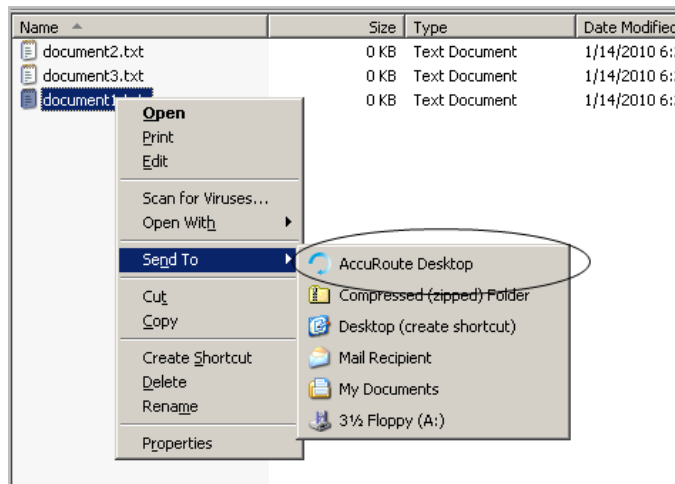 Name Size Type Date Modified
document2.txt 0 KB Text Document 1/14/2010 6:
document3.txt 0 KB Text Document 1/14/2010 6:
document1.txt 0 KB Text Document 1/14/2010 6:
Open
Print
Edit
Scan for Viruses...
Open With
Send To
AccuRoute Desktop
Compressed (zipped) Folder
Desktop (create shortcut)
Mail Recipient
My Documents
3½ Floppy (A:)
Cut
Copy
Create Shortcut
Delete
Rename
Properties